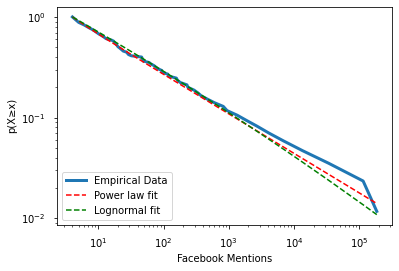 10⁰
10⁻¹
10⁻²
p(X≥x)
Empirical Data
Power law fit
Lognormal fit
10¹ 10² 10³ 10⁴ 10⁵
Facebook Mentions